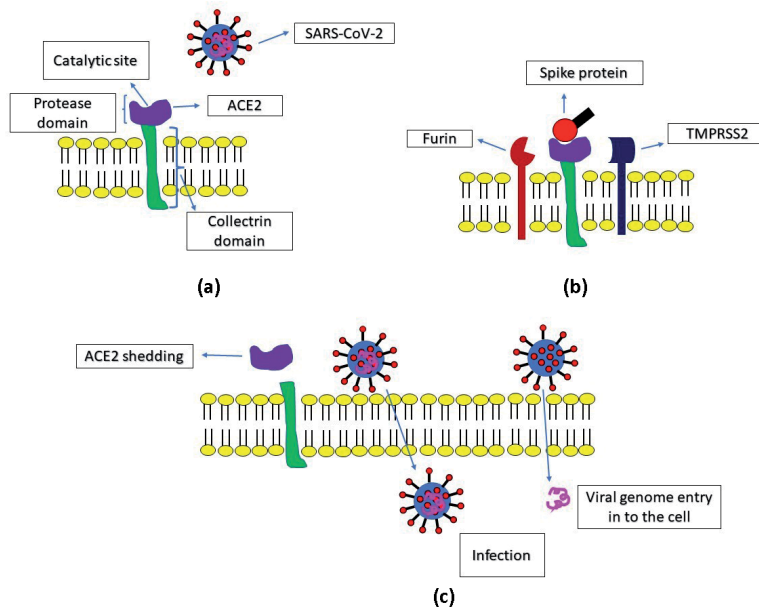 SARS-CoV-2
Catalytic site
Protease
domain
ACE2
Collectrin
domain
(a)
Spike protein
Furin
TMPRSS2
(b)
ACE2 shedding
Viral genome entry
in to the cell
Infection
(c)